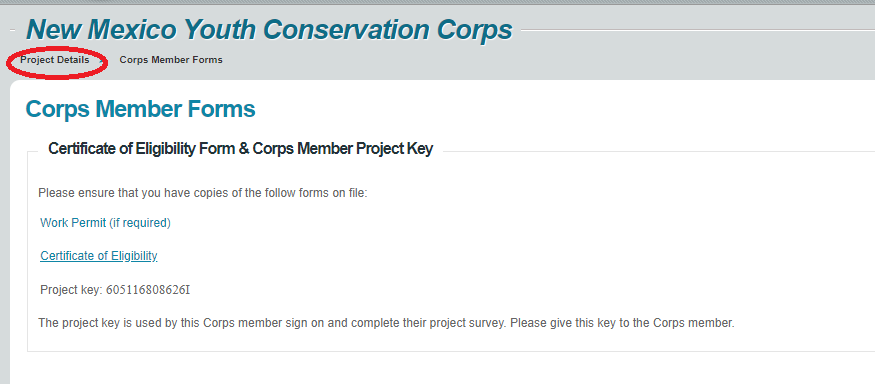 New Mexico Youth Conservation Corps
Project Details Corps Member Forms
Corps Member Forms
Certificate of Eligibility Form & Corps Member Project Key
Please ensure that you have copies of the follow forms on file:
Work Permit (if required)
Certificate of Eligibility
Project key: 605116808626I
The project key is used by this Corps member sign on and complete their project survey. Please give this key to the Corps member.